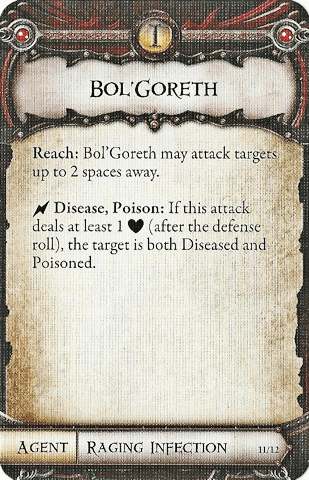 I
Bol'Goreth
Reach: Bol'Goreth may attack targets
up to 2 spaces away.
Disease, Poison: If this attack
deals at least 1 ♥ (after the defense
roll), the target is both Diseased and
Poisoned.
Agent Raging Infection 11/12